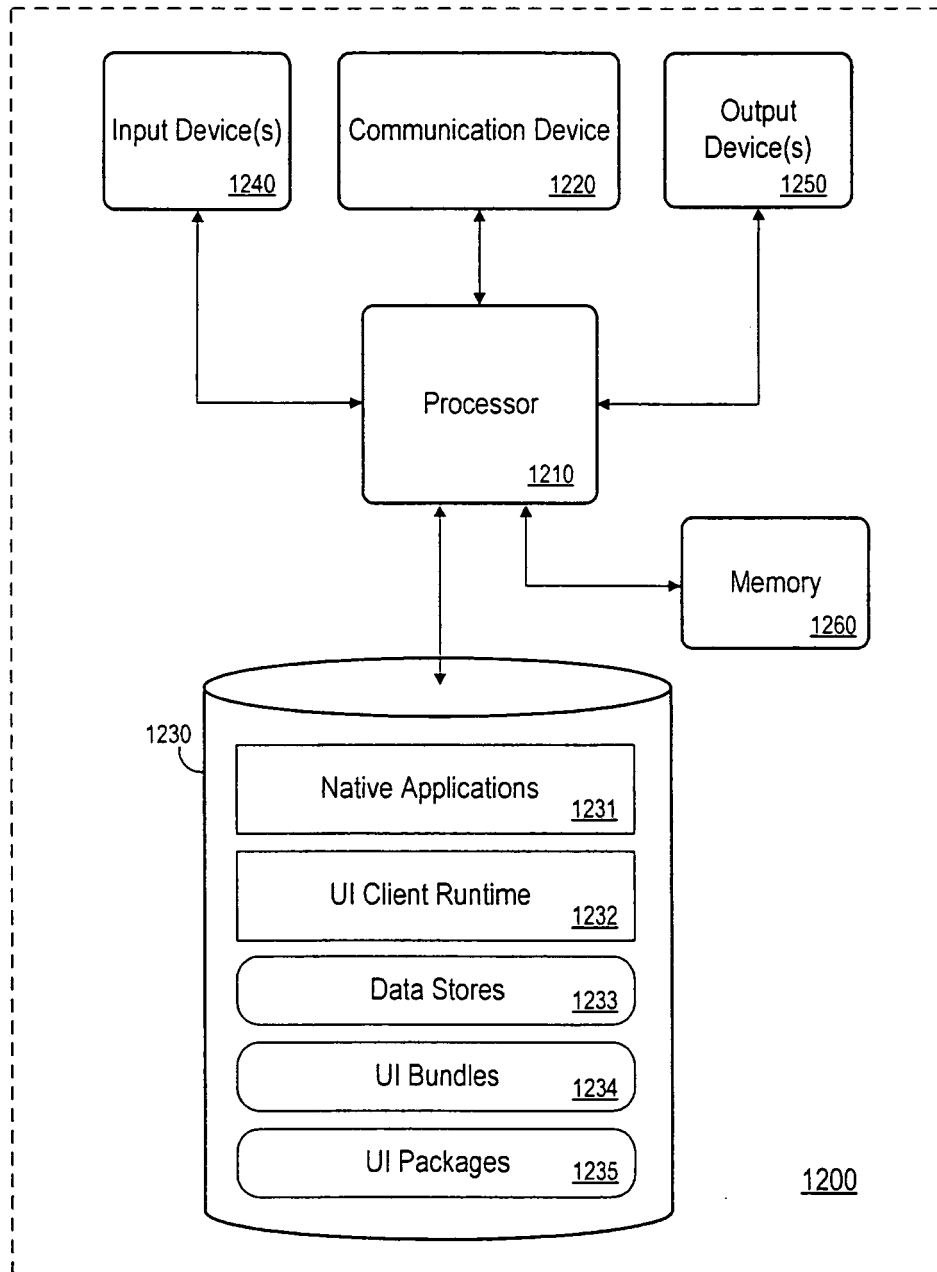 Input Device(s)
1240
Communication Device
1220
Output
Device(s)
1250
Processor
1210
Memory
1260
1230
Native Applications
1231
UI Client Runtime
1232
Data Stores
1233
UI Bundles
1234
UI Packages
1235
1200